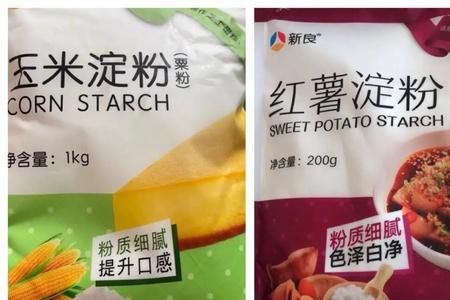 玉米淀粉(粟粉)
CORN STARCH
净含量：1kg
粉质细腻
提升口感
新良
红薯淀粉
SWEET POTATO STARCH
净含量：200g
粉质细腻
色泽白净